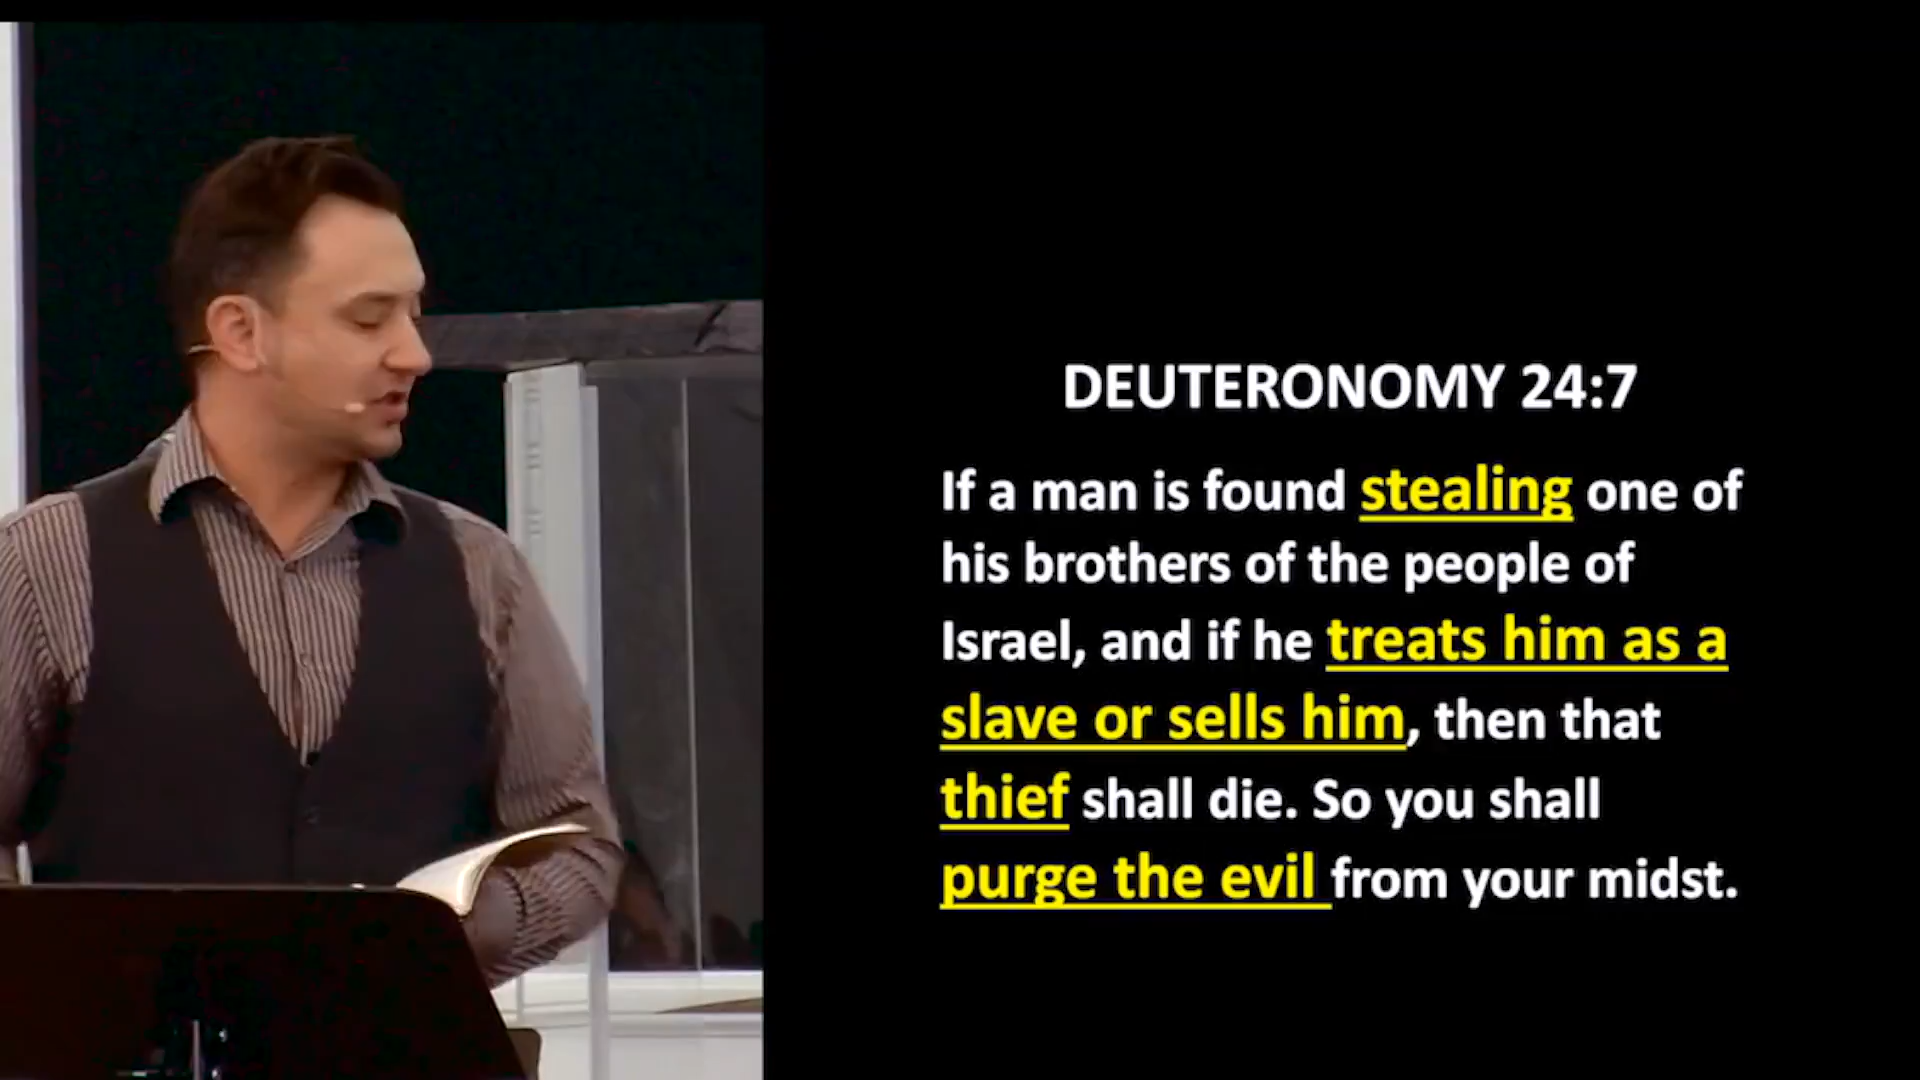 DEUTERONOMY 24:7
If a man is found stealing one of
his brothers of the people of
Israel, and if he treats him as a
slave or sells him, then that
thief shall die. So you shall
purge the evil from your midst.